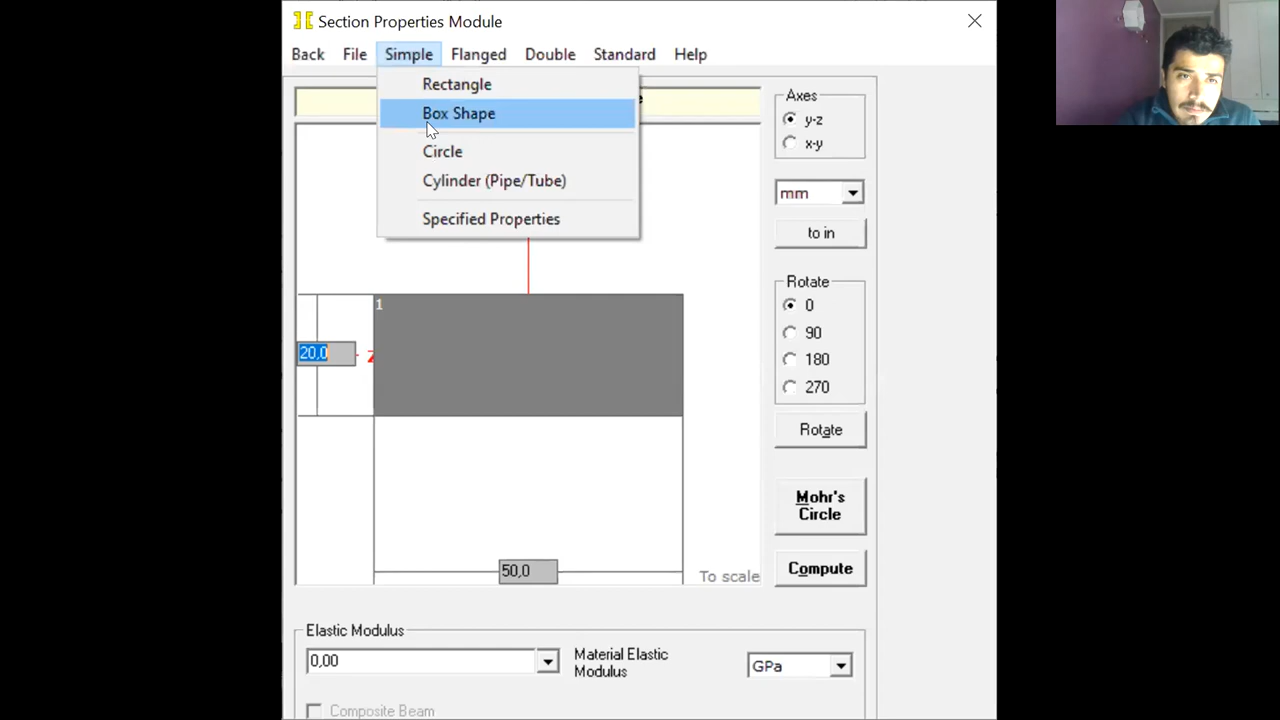 Section Properties Module
Back File Simple Flanged Double Standard Help
Rectangle
Box Shape
Circle
Cylinder (Pipe/Tube)
Specified Properties
Axes
y-z
x-y
mm
to in
Rotate
0
90
180
270
Rotate
Mohr's
Circle
Compute
1
20,0
z
50,0
To scale
Elastic Modulus
0,00
Material Elastic
Modulus
GPa
Composite Beam